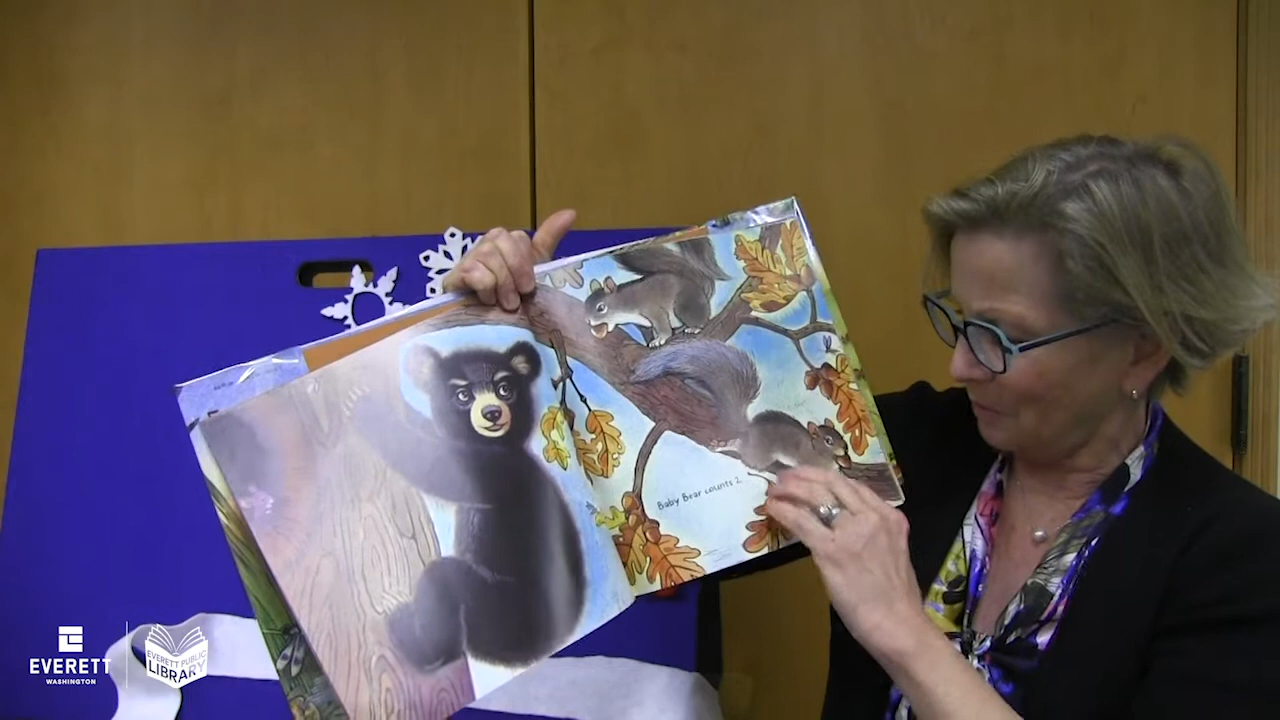 Baby Bear counts 2.
EVERETT
WASHINGTON
EVERETT PUBLIC
LIBRARY